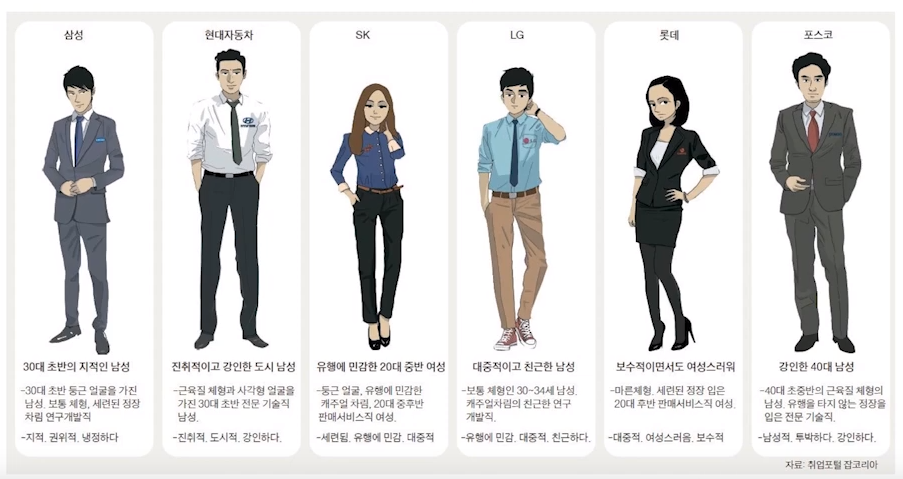 삼성
30대 초반의 지적인 남성
-30대 초반 둥근 얼굴을 가진
남성. 보통 체형, 세련된 정장
차림 연구개발직
-지적, 권위적, 냉정하다
현대자동차
HYUNDAI
진취적이고 강인한 도시 남성
-근육질 체형과 사각형 얼굴을
가진 30대 초반 전문 기술직
남성.
-진취적. 도시적. 강인하다.
SK
유행에 민감한 20대 중반 여성
-둥근 얼굴, 유행에 민감한
캐주얼 차림, 20대 중후반
판매서비스직 여성.
-세련됨. 유행에 민감. 대중적
LG
대중적이고 친근한 남성
-보통 체형인 30~34세 남성.
캐주얼차림의 친근한 연구
개발직.
-유행에 민감. 대중적. 친근하다.
롯데
보수적이면서도 여성스러워
-마른체형. 세련된 정장 입은
20대 후반 판매서비스직 여성.
-대중적. 여성스러움. 보수적
포스코
강인한 40대 남성
-40대 초중반의 근육질 체형의
남성. 유행을 타지 않는 정장을
입은 전문 기술직.
-남성적. 투박하다. 강인하다.
자료: 취업포털 잡코리아